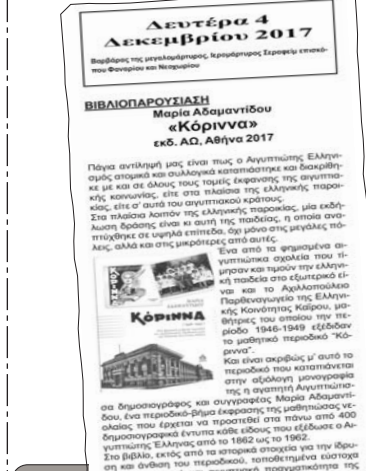 Δευτέρα 4
Δεκεμβρίου 2017
Βαρβάρας της μεγαλομάρτυρος, Ιερομάρτυρος Σεραφείμ επισκό-
που Φαναρίου και Νεοχωρίου
ΒΙΒΛΙΟΠΑΡΟΥΣΙΑΣΗ
Μαρία Αδαμαντίδου
«Κόριννα»
εκδ. ΑΩ, Αθήνα 2017
Πάγια αντίληψή μας είναι πως ο Αιγυπτιώτης Ελληνι-
σμός ατομικά και συλλογικά καταπιάστηκε και διακρίθη-
κε με και σε όλους τους τομείς έκφανσης της αιγυπτια-
κής κοινωνίας, είτε στα πλαίσια της ελληνικής παροι-
κίας, είτε σ' αυτά του αιγυπτιακού κράτους.
Στα πλαίσια λοιπόν της ελληνικής παροικίας, μία εκδή-
λωση δράσης είναι κι αυτή της παιδείας, η οποία ανα-
πτύχθηκε σε υψηλά επίπεδα, όχι μόνο στις μεγάλες πό-
λεις, αλλά και στις μικρότερες από αυτές.
Ένα από τα φημισμένα αι-
γυπτιώτικα σχολεία που τί-
μησαν και τιμούν την ελληνι-
κή παιδεία στο εξωτερικό εί-
ναι και το Αχιλλοπούλειο
Παρθεναγωγείο της Ελληνι-
κής Κοινότητας Καΐρου, μα-
θήτριες του οποίου την πε-
ρίοδο 1946-1949 εξέδιδαν
το μαθητικό περιοδικό "Κό-
ριννα".
Και είναι ακριβώς μ' αυτό το
περιοδικό που καταπιάνεται
στην αξιόλογη μονογραφία
της η αγαπητή Αιγυπτιώτισ-
ΚΟΡΙΝΝΑ
σα δημοσιογράφος και συγγραφέας Μαρία Αδαμαντί-
δου, ένα περιοδικό-βήμα έκφρασης της μαθητιώσας νε-
ολαίας που έρχεται να προστεθεί στα πάνω από 400
δημοσιογραφικά έντυπα κάθε είδους που εξέδωσε ο Αι-
γυπτιώτης Έλληνας από το 1862 ως το 1962.
Στο βιβλίο, εκτός από τα ιστορικά στοιχεία για την ίδρυ-
ση και άνθιση του περιοδικού, τοποθετημένα εύστοχα
πραγματικότητα της